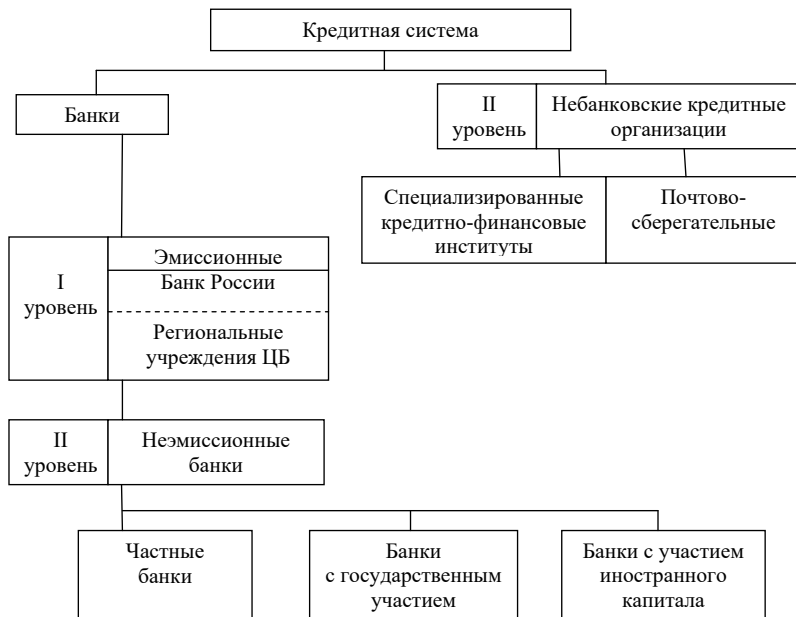 Кредитная система
Банки
II
уровень
Небанковские кредитные
организации
Специализированные
кредитно-финансовые
институты
Почтово-
сберегательные
I
уровень
Эмиссионные
Банк России
Региональные
учреждения ЦБ
II
уровень
Неэмиссионные
банки
Частные
банки
Банки
с государственным
участием
Банки с участием
иностранного
капитала